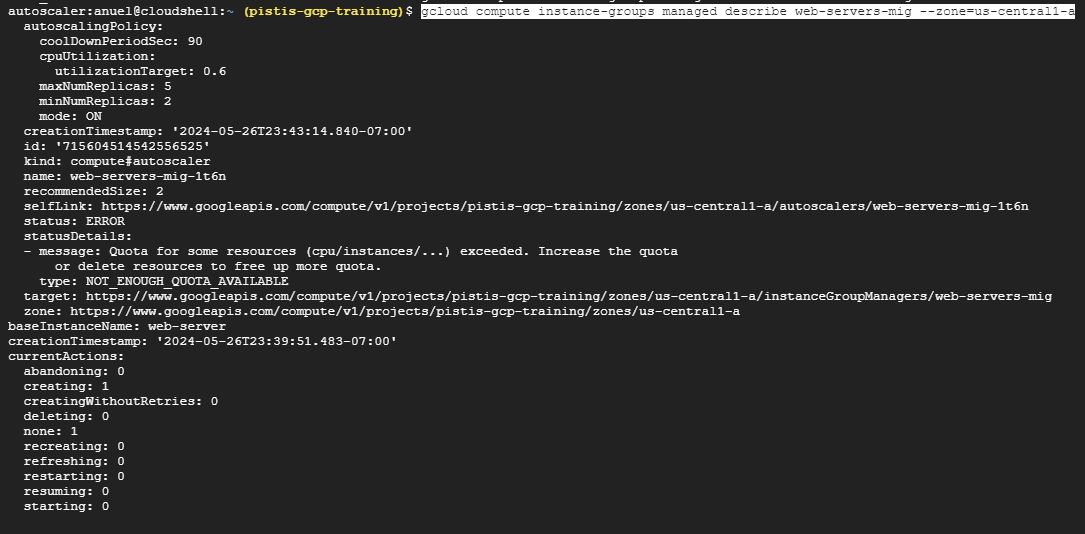 autoscaler:anuel@cloudshell:~ (pistis-gcp-training)$ gcloud compute instance-groups managed describe web-servers-mig --zone=us-central1-a
  autoscalingPolicy:
    coolDownPeriodSec: 90
    cpuUtilization:
      utilizationTarget: 0.6
    maxNumReplicas: 5
    minNumReplicas: 2
    mode: ON
  creationTimestamp: '2024-05-26T23:43:14.840-07:00'
  id: '715604514542556525'
  kind: compute#autoscaler
  name: web-servers-mig-1t6n
  recommendedSize: 2
  selfLink: https://www.googleapis.com/compute/v1/projects/pistis-gcp-training/zones/us-central1-a/autoscalers/web-servers-mig-1t6n
  status: ERROR
  statusDetails:
  - message: Quota for some resources (cpu/instances/...) exceeded. Increase the quota
      or delete resources to free up more quota.
    type: NOT_ENOUGH_QUOTA_AVAILABLE
  target: https://www.googleapis.com/compute/v1/projects/pistis-gcp-training/zones/us-central1-a/instanceGroupManagers/web-servers-mig
  zone: https://www.googleapis.com/compute/v1/projects/pistis-gcp-training/zones/us-central1-a
baseInstanceName: web-server
creationTimestamp: '2024-05-26T23:39:51.483-07:00'
currentActions:
  abandoning: 0
  creating: 1
  creatingWithoutRetries: 0
  deleting: 0
  none: 1
  recreating: 0
  refreshing: 0
  restarting: 0
  resuming: 0
  starting: 0